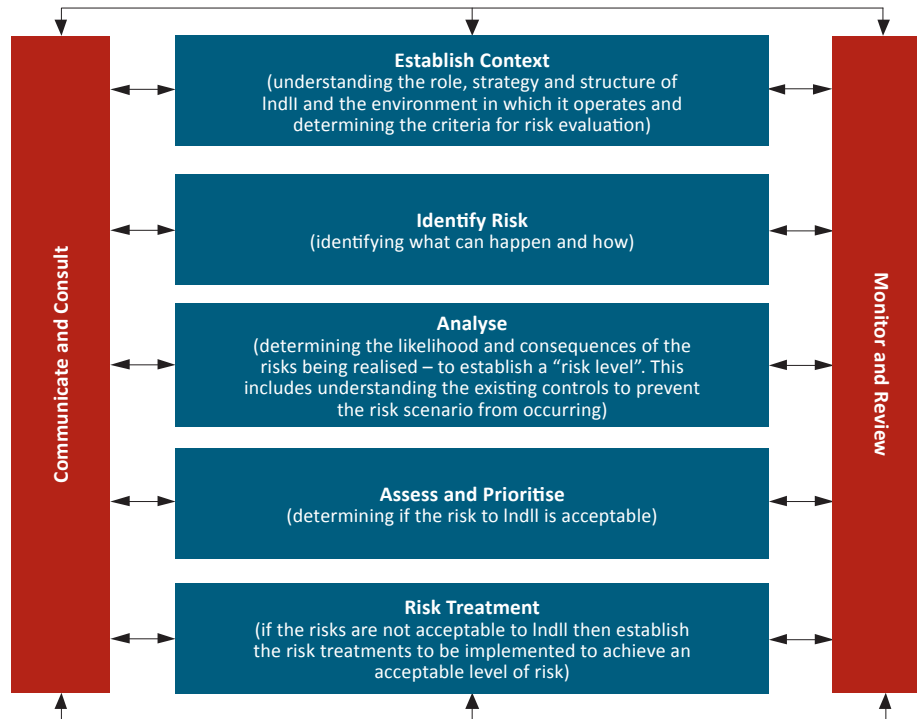 Communicate and Consult
Establish Context
(understanding the role, strategy and structure of
IndII and the environment in which it operates and
determining the criteria for risk evaluation)
Identify Risk
(identifying what can happen and how)
Analyse
(determining the likelihood and consequences of the
risks being realised – to establish a “risk level”. This
includes understanding the existing controls to prevent
the risk scenario from occurring)
Assess and Prioritise
(determining if the risk to IndII is acceptable)
Risk Treatment
(if the risks are not acceptable to IndII then establish
the risk treatments to be implemented to achieve an
acceptable level of risk)
Monitor and Review